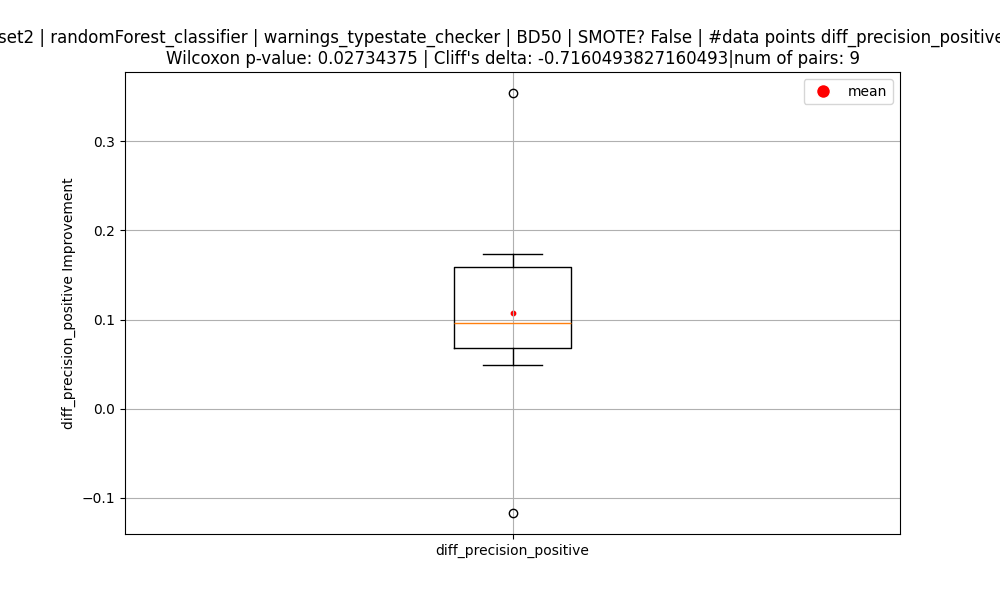 set2 | randomForest_classifier | warnings_typestate_checker | BD50 | SMOTE? False | #data points diff_precision_positive
Wilcoxon p-value: 0.02734375 | Cliff's delta: -0.7160493827160493|num of pairs: 9
mean
0.3
0.2
0.1
0.0
−0.1
diff_precision_positive Improvement
diff_precision_positive